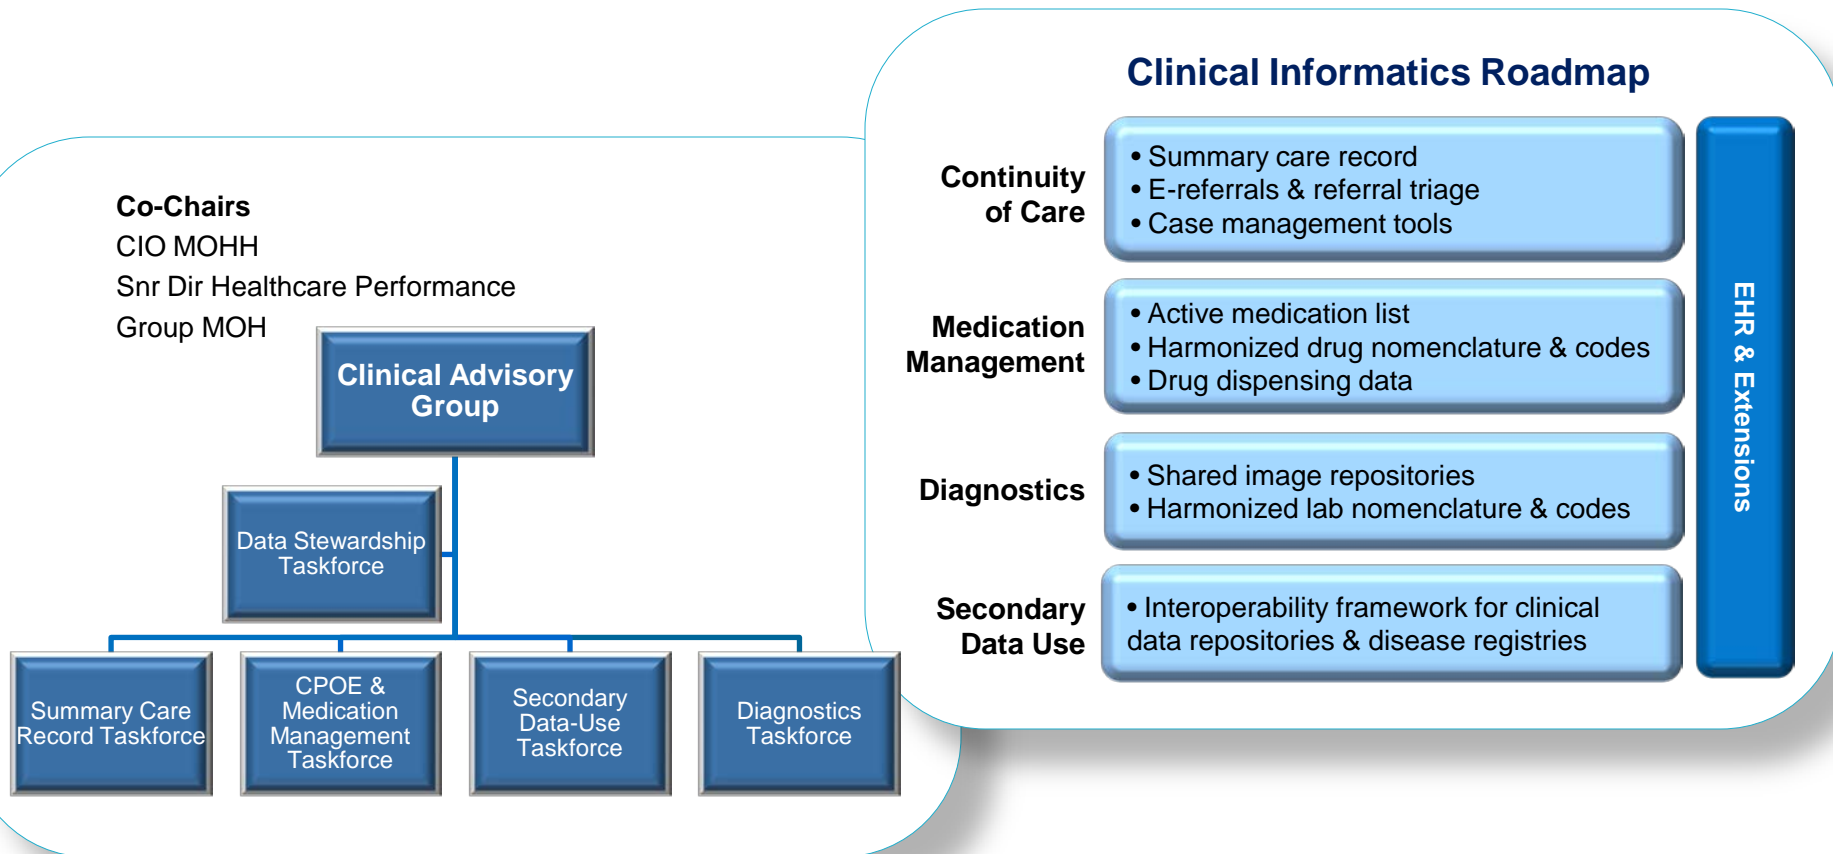 Co-Chairs
CIO MOHH
Snr Dir Healthcare Performance
Group MOH
Clinical Advisory
Group
Data Stewardship
Taskforce
Summary Care
Record Taskforce
CPOE &
Medication
Management
Taskforce
Secondary
Data-Use
Taskforce
Diagnostics
Taskforce
Clinical Informatics Roadmap
Continuity
of Care
• Summary care record
• E-referrals & referral triage
• Case management tools
Medication
Management
• Active medication list
• Harmonized drug nomenclature & codes
• Drug dispensing data
Diagnostics
• Shared image repositories
• Harmonized lab nomenclature & codes
Secondary
Data Use
• Interoperability framework for clinical
data repositories & disease registries
EHR & Extensions